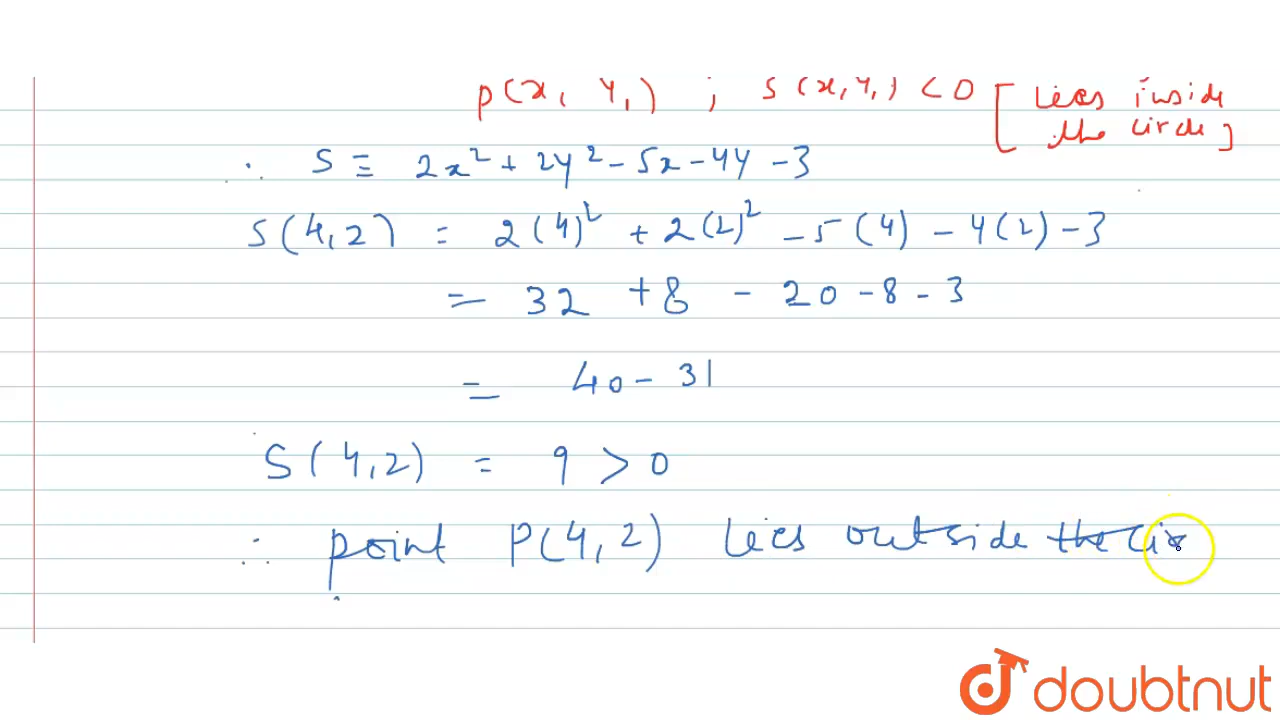 P(x, y₁) ; S(x, y₁) < 0 [ Lies inside
the circle ]
∴ S ≡ 2x² + 2y² - 5x - 4y - 3
S(4, 2) = 2(4)² + 2(2)² - 5(4) - 4(2) - 3
= 32 + 8 - 20 - 8 - 3
= 40 - 31
S(4, 2) = 9 > 0
∴ point P(4, 2) lies outside the Cir
doubtnut